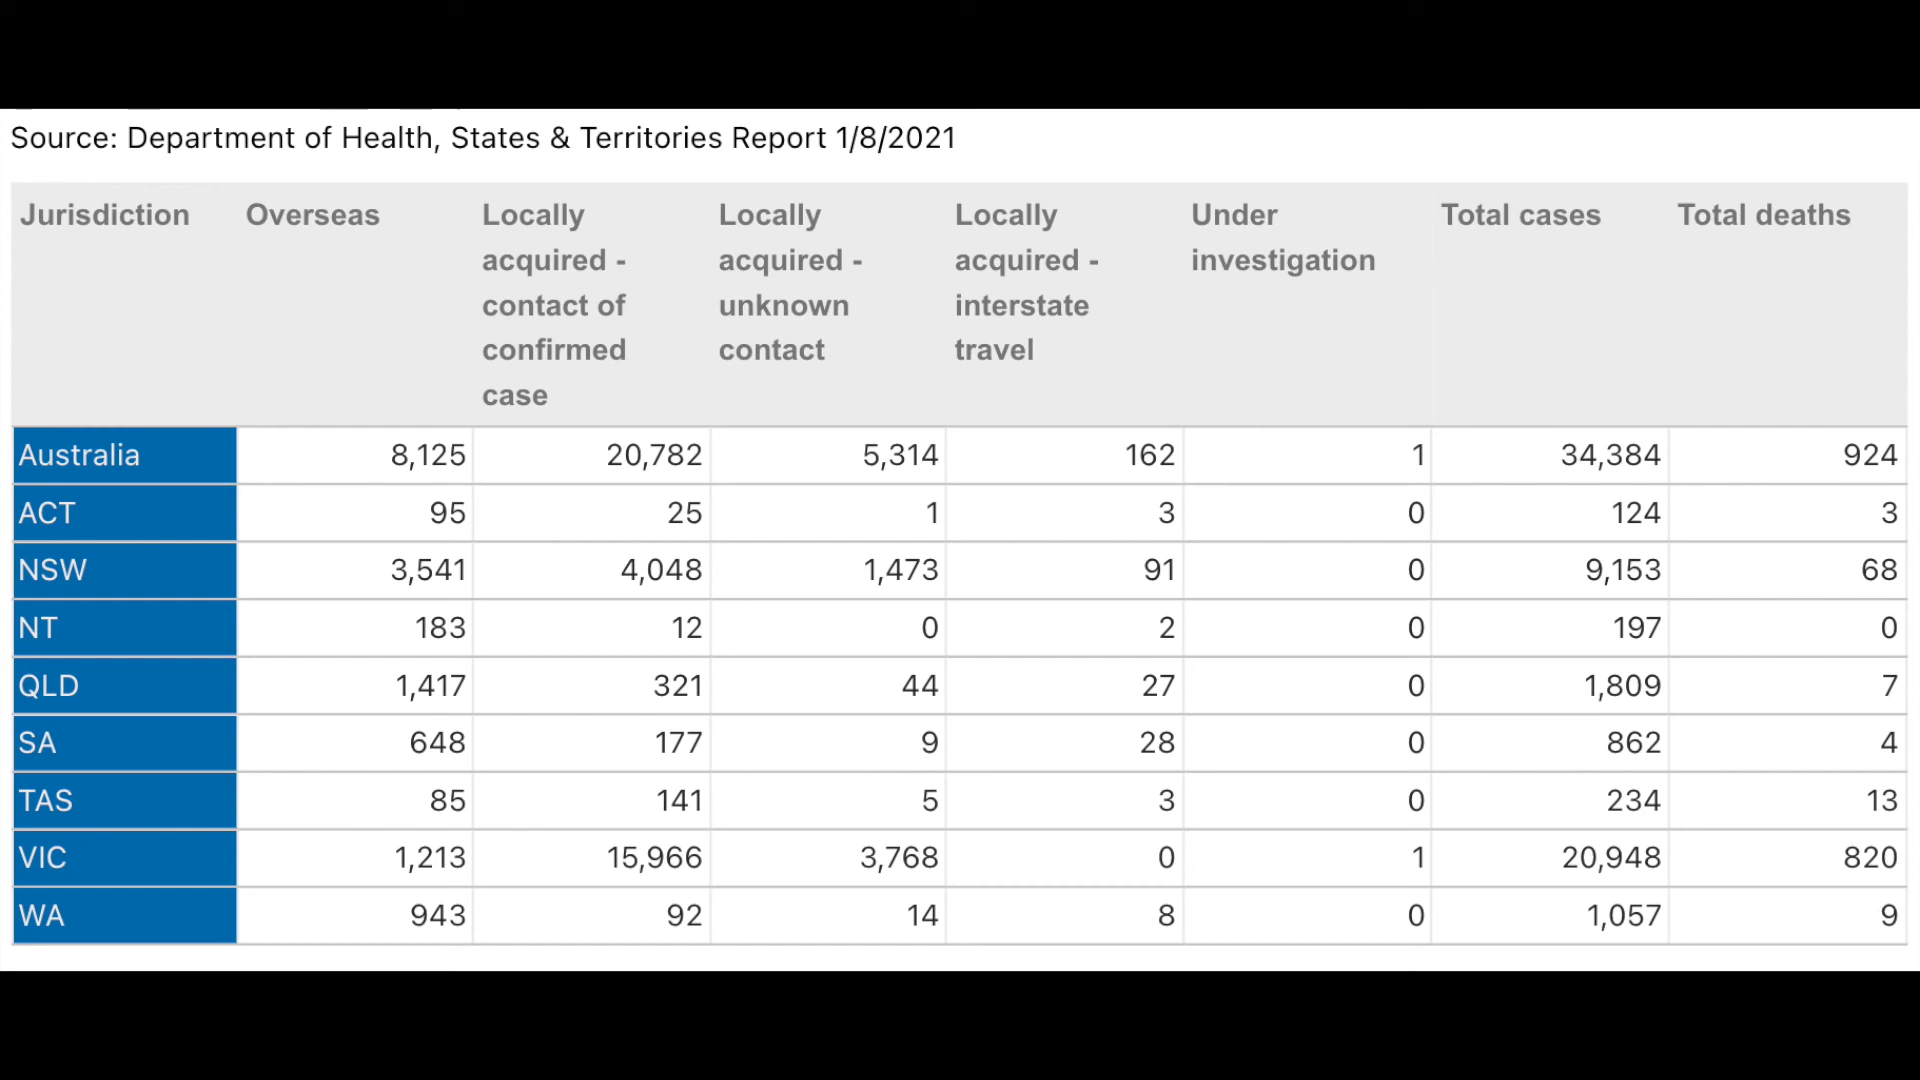 Source: Department of Health, States & Territories Report 1/8/2021
Jurisdiction Overseas Locally acquired - contact of confirmed case Locally acquired - unknown contact Locally acquired - interstate travel Under investigation Total cases Total deaths
Australia 8,125 20,782 5,314 162 1 34,384 924
ACT 95 25 1 3 0 124 3
NSW 3,541 4,048 1,473 91 0 9,153 68
NT 183 12 0 2 0 197 0
QLD 1,417 321 44 27 0 1,809 7
SA 648 177 9 28 0 862 4
TAS 85 141 5 3 0 234 13
VIC 1,213 15,966 3,768 0 1 20,948 820
WA 943 92 14 8 0 1,057 9